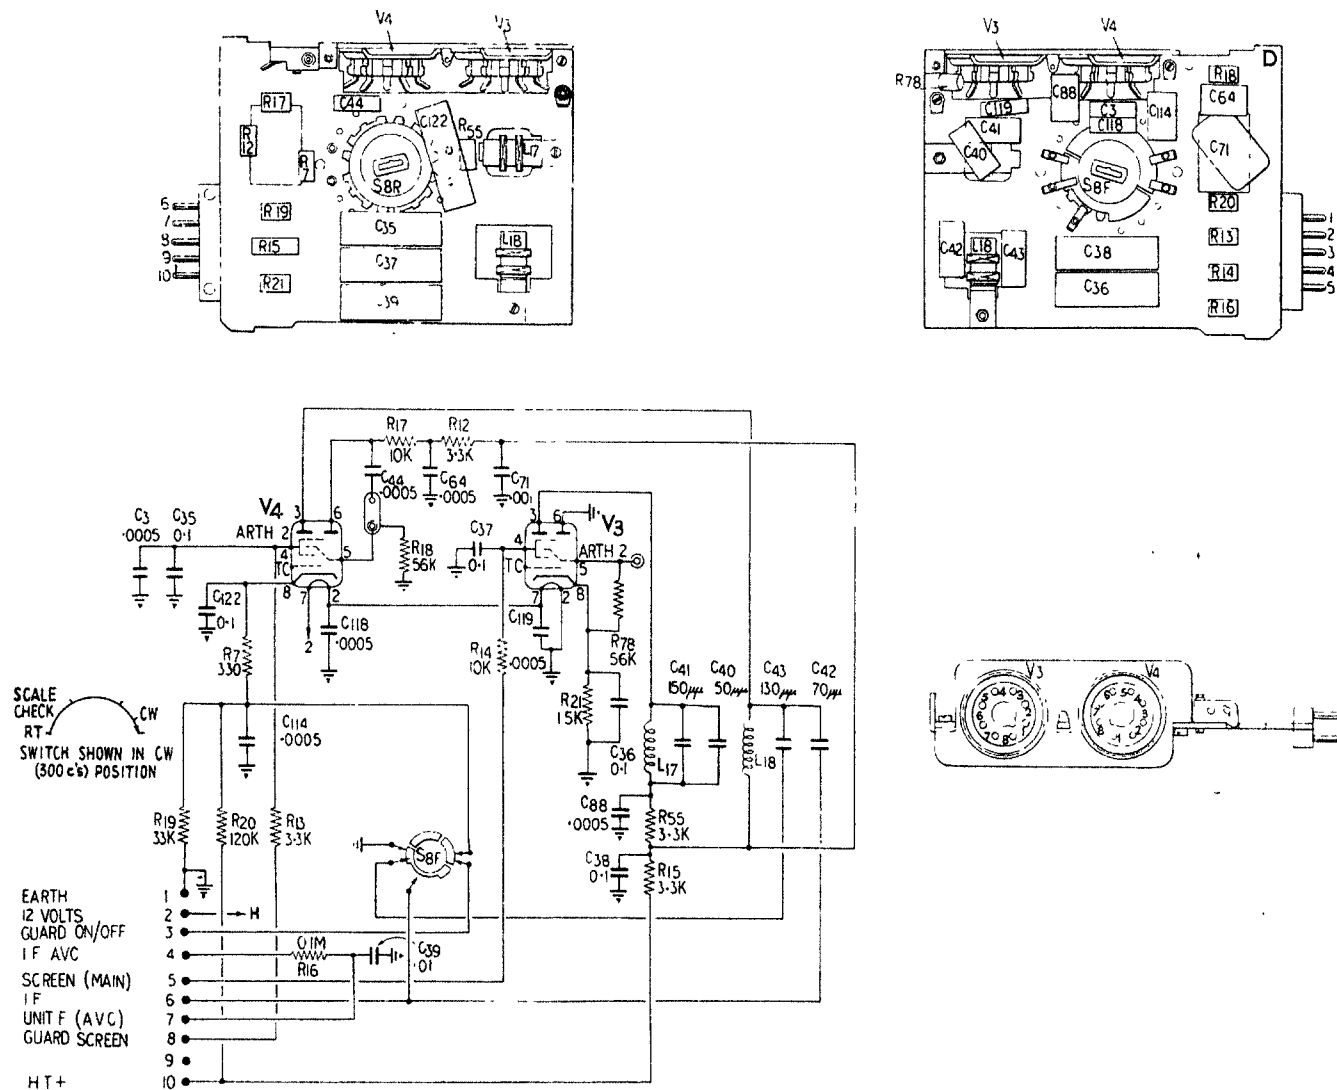 V4
V3
R17
C44
C122
R55
R12
R7
L17
S8R
6
7
8
9
10
R19
C35
R15
C37
L18
R21
C39
V3
V4
D
R78
R18
C88
C64
C119
C3
C114
C41
C118
C40
C71
S8F
R20
1
2
3
4
5
C42
L18
C43
C38
R13
R14
C36
R16
R17
10K
R12
3.3K
C44
.0005
C64
.0005
C71
.001
V4
3
6
C3
.0005
C35
0.1
ARTH 2
4
TC
5
8
7
2
R18
56K
C37
0.1
3
6
V3
4
ARTH 2
TC
5
7
2
8
C122
0.1
C118
.0005
2
C119
.0005
R7
330
R14
10K
R78
56K
R21
1.5K
C36
0.1
C41
150μμ
C40
50μμ
C43
130μμ
C42
70μμ
L17
L18
SCALE
CHECK
CW
RT
SWITCH SHOWN IN CW
(300 c's) POSITION
C114
.0005
R19
33K
R20
120K
R13
3.3K
S8F
C88
.0005
R55
3.3K
C38
0.1
R15
3.3K
EARTH 1
12 VOLTS 2 H
GUARD ON/OFF 3
I F AVC 4
0.1M
R16
C39
.01
SCREEN (MAIN) 5
I F 6
UNIT F (AVC) 7
GUARD SCREEN 8
9
HT+ 10
V3
V4